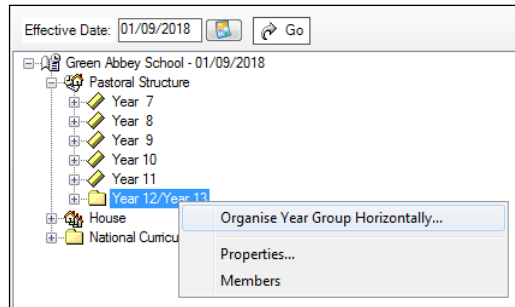 Effective Date: 01/09/2018 Go
Green Abbey School - 01/09/2018
Pastoral Structure
Year 7
Year 8
Year 9
Year 10
Year 11
Year 12/Year 13
House
Organise Year Group Horizontally...
National
Properties...
Members